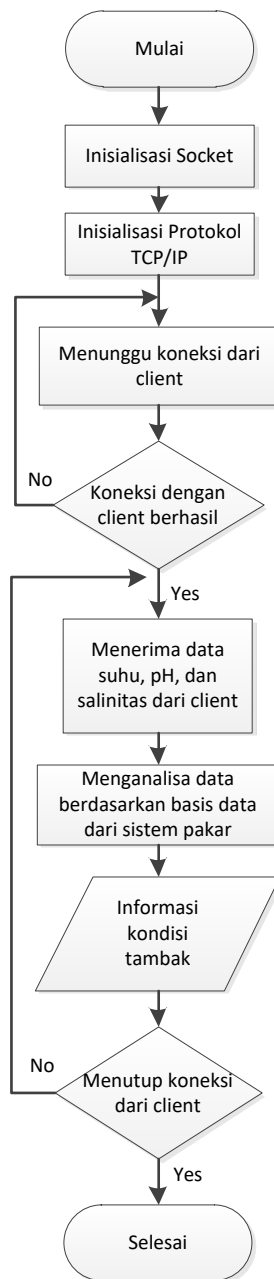 Mulai
Inisialisasi Socket
Inisialisasi Protokol
TCP/IP
Menunggu koneksi dari
client
No
Koneksi dengan
client berhasil
Yes
Menerima data
suhu, pH, dan
salinitas dari client
Menganalisa data
berdasarkan basis data
dari sistem pakar
Informasi
kondisi
tambak
No
Menutup koneksi
dari client
Yes
Selesai